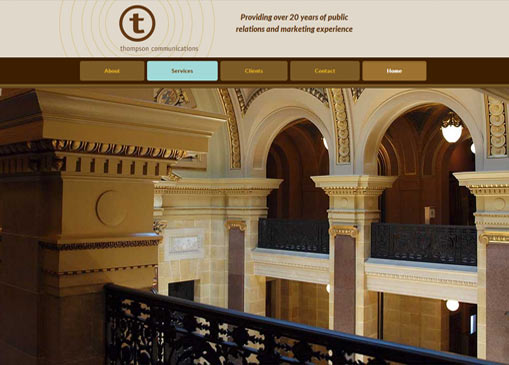 t
thompson communications
Providing over 20 years of public
relations and marketing experience
About Services Clients Contact Home